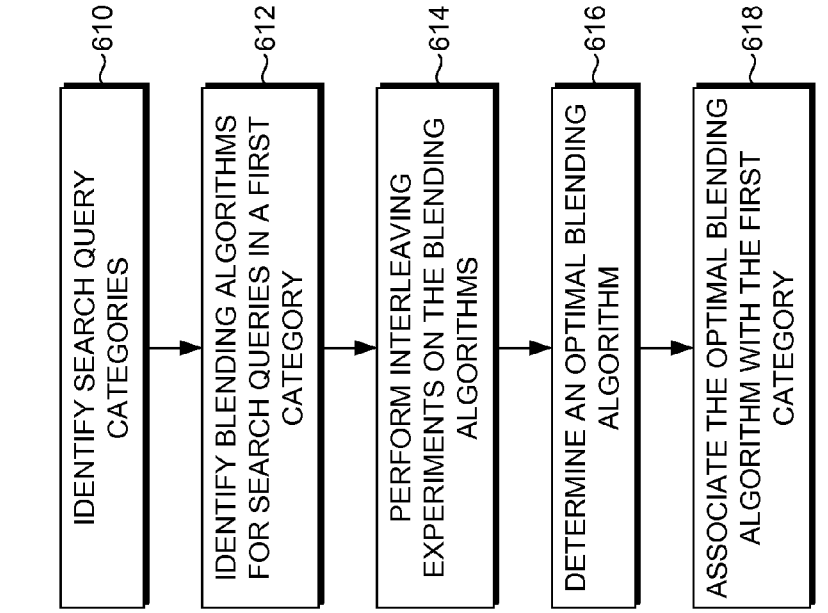 610
IDENTIFY SEARCH QUERY
CATEGORIES
612
IDENTIFY BLENDING ALGORITHMS
FOR SEARCH QUERIES IN A FIRST
CATEGORY
614
PERFORM INTERLEAVING
EXPERIMENTS ON THE BLENDING
ALGORITHMS
616
DETERMINE AN OPTIMAL BLENDING
ALGORITHM
618
ASSOCIATE THE OPTIMAL BLENDING
ALGORITHM WITH THE FIRST
CATEGORY